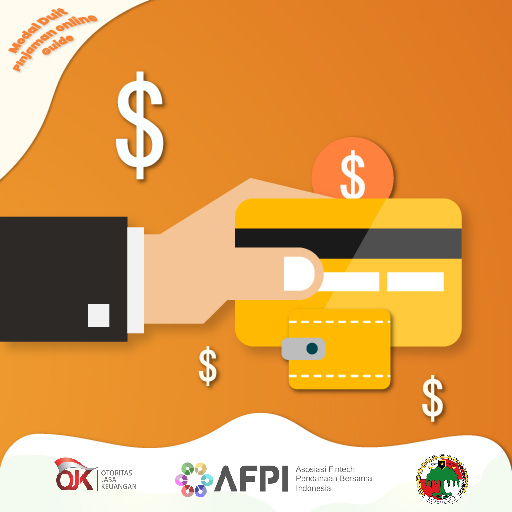 Modal Duit
Pinjaman online
Guide
$
$
$
$
OJK
OTORITAS
JASA
KEUANGAN
AFPI
Asosiasi Fintech
Pendanaan Bersama
Indonesia